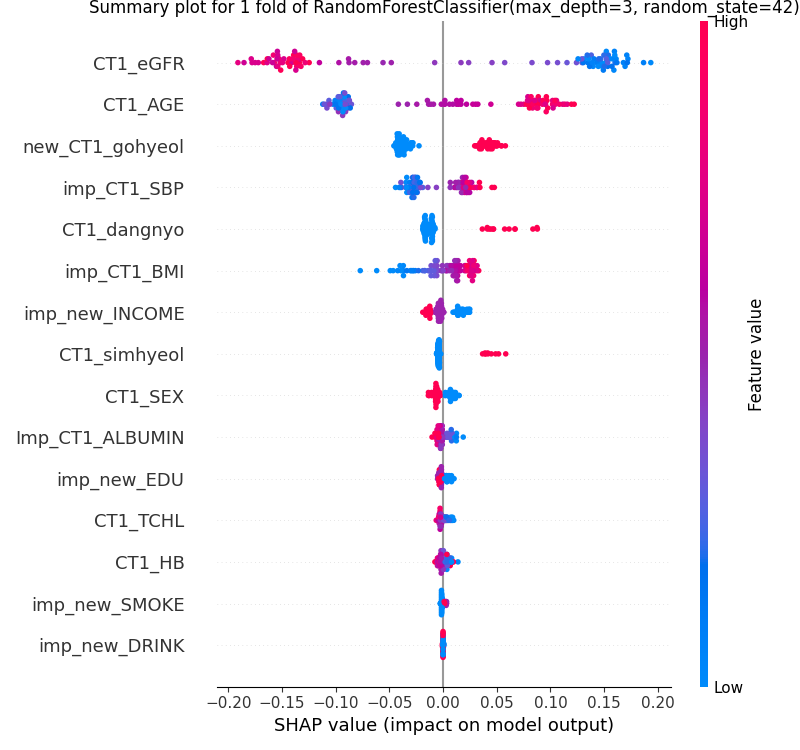 Summary plot for 1 fold of RandomForestClassifier(max_depth=3, random_state=42)
High
CT1_eGFR
CT1_AGE
new_CT1_gohyeol
imp_CT1_SBP
CT1_dangnyo
imp_CT1_BMI
imp_new_INCOME
CT1_simhyeol
CT1_SEX
Imp_CT1_ALBUMIN
imp_new_EDU
CT1_TCHL
CT1_HB
imp_new_SMOKE
imp_new_DRINK
Feature value
Low
−0.20 −0.15 −0.10 −0.05 0.00 0.05 0.10 0.15 0.20
SHAP value (impact on model output)